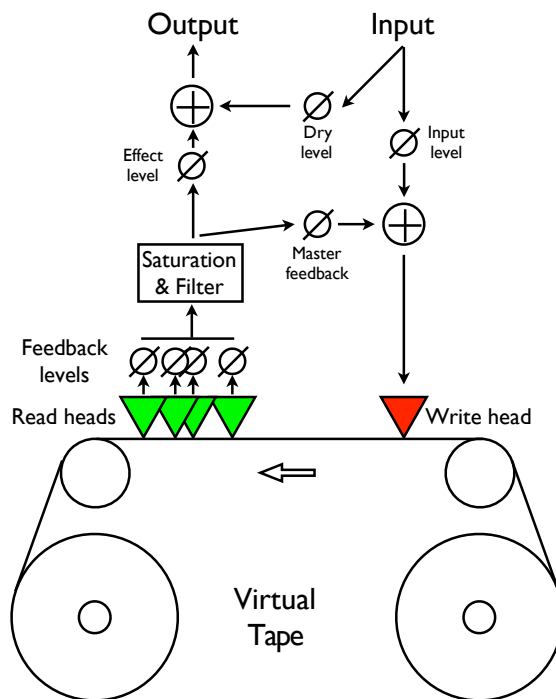 Output
Input
Dry
level
Input
level
Effect
level
Master
feedback
Saturation
& Filter
Feedback
levels
Read heads
Write head
Virtual
Tape